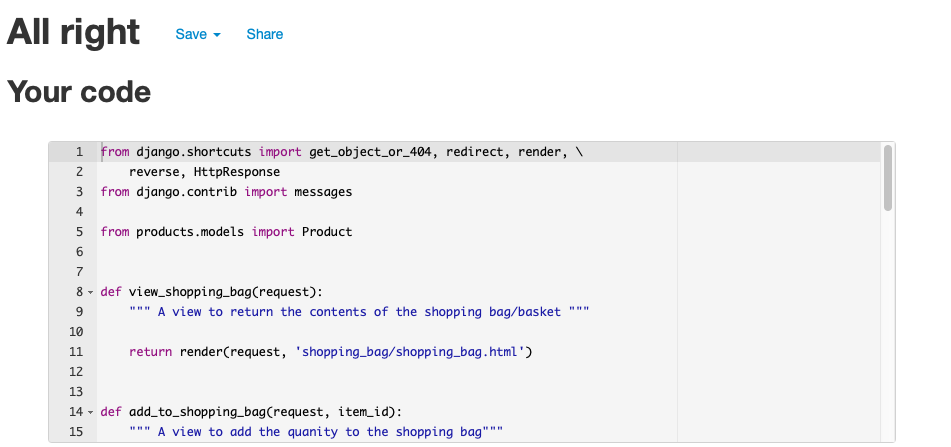 All right Save Share
Your code
1 from django.shortcuts import get_object_or_404, redirect, render, \
2     reverse, HttpResponse
3 from django.contrib import messages
4
5 from products.models import Product
6
7
8 def view_shopping_bag(request):
9     """ A view to return the contents of the shopping bag/basket """
10
11     return render(request, 'shopping_bag/shopping_bag.html')
12
13
14 def add_to_shopping_bag(request, item_id):
15     """ A view to add the quanity to the shopping bag"""